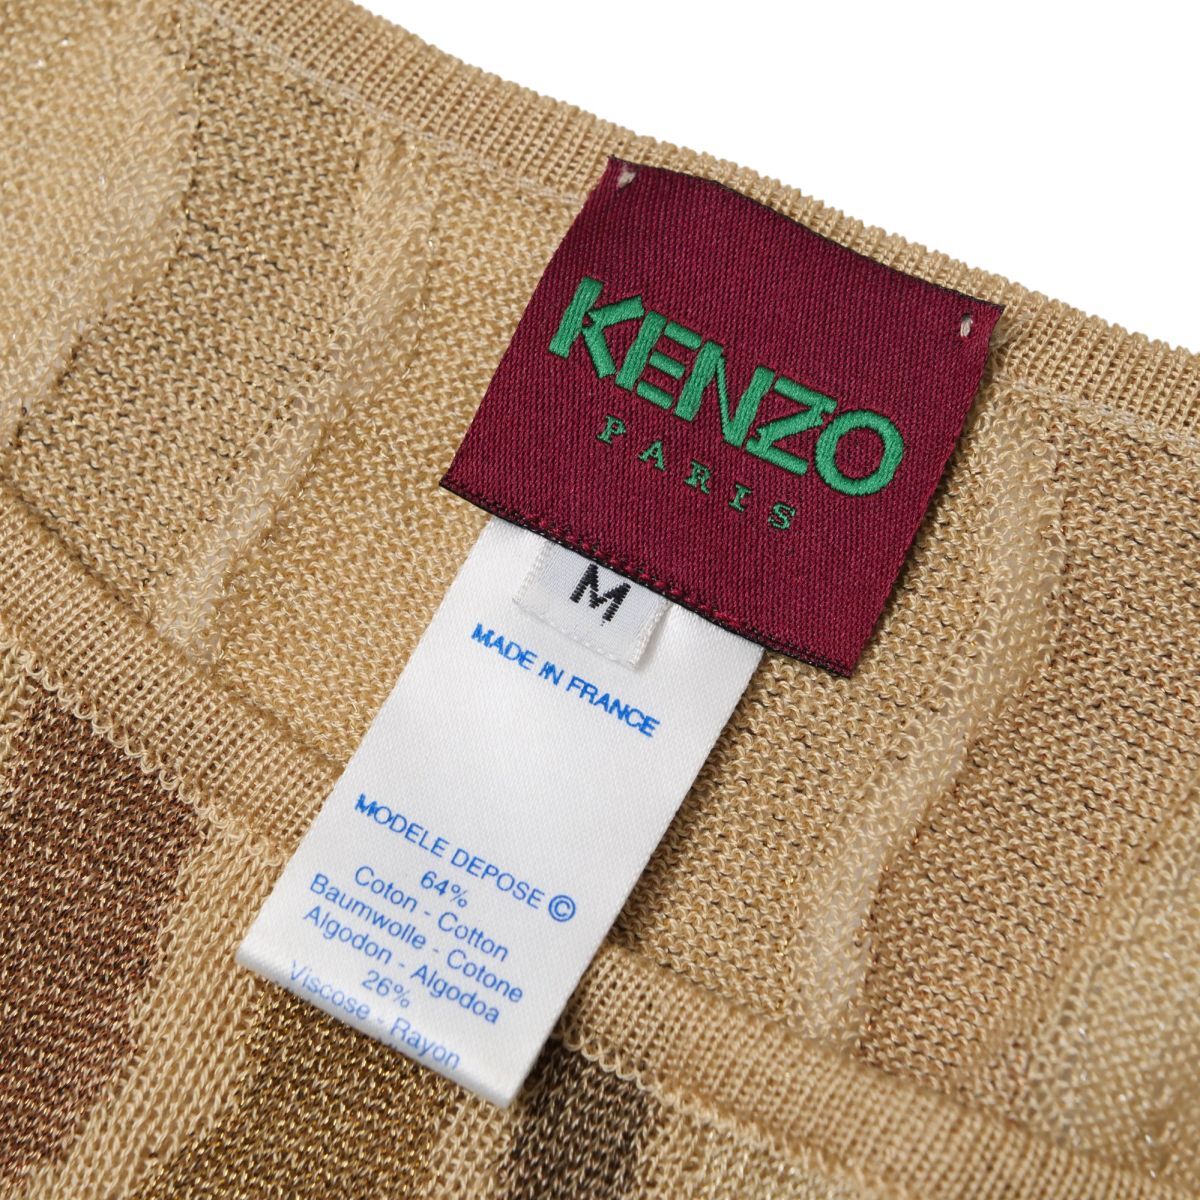 KENZO
PARIS
M
MADE IN FRANCE
MODELE DEPOSE ©
64%
Coton - Cotton
Baumwolle - Cotone
Algodon - Algodoa
26%
Viscose - Rayon